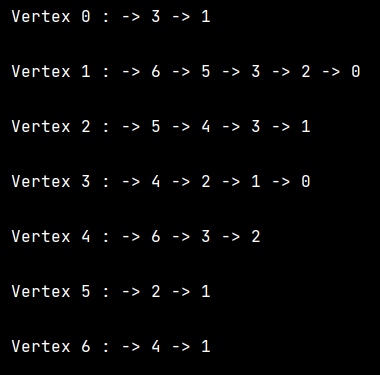 Vertex 0 : -> 3 -> 1
Vertex 1 : -> 6 -> 5 -> 3 -> 2 -> 0
Vertex 2 : -> 5 -> 4 -> 3 -> 1
Vertex 3 : -> 4 -> 2 -> 1 -> 0
Vertex 4 : -> 6 -> 3 -> 2
Vertex 5 : -> 2 -> 1
Vertex 6 : -> 4 -> 1